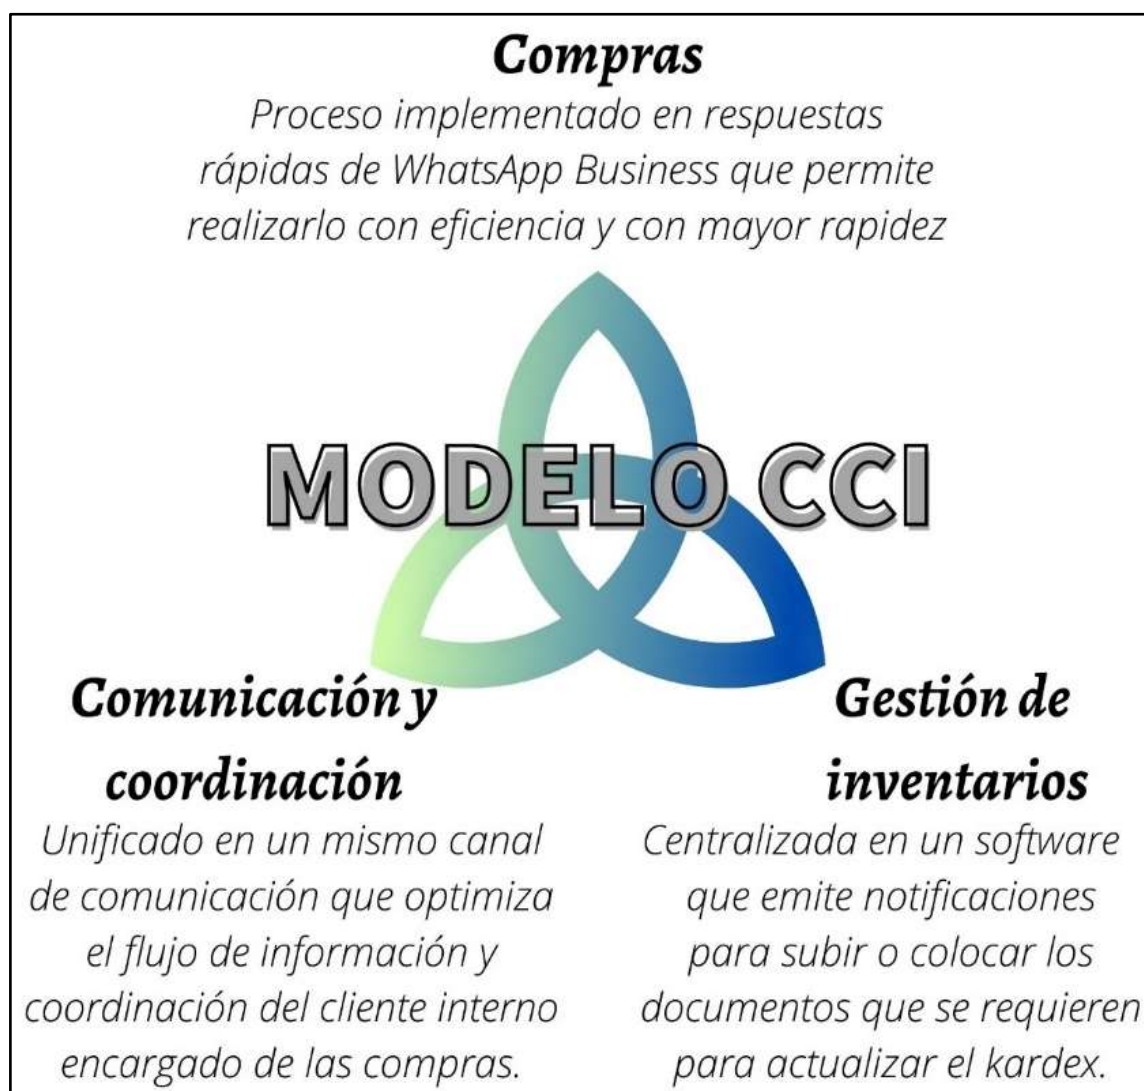 Compras
Proceso implementado en respuestas
rápidas de WhatsApp Business que permite
realizarlo con eficiencia y con mayor rapidez
MODELO CCI
Comunicación y
coordinación
Unificado en un mismo canal
de comunicación que optimiza
el flujo de información y
coordinación del cliente interno
encargado de las compras.
Gestión de
inventarios
Centralizada en un software
que emite notificaciones
para subir o colocar los
documentos que se requieren
para actualizar el kardex.